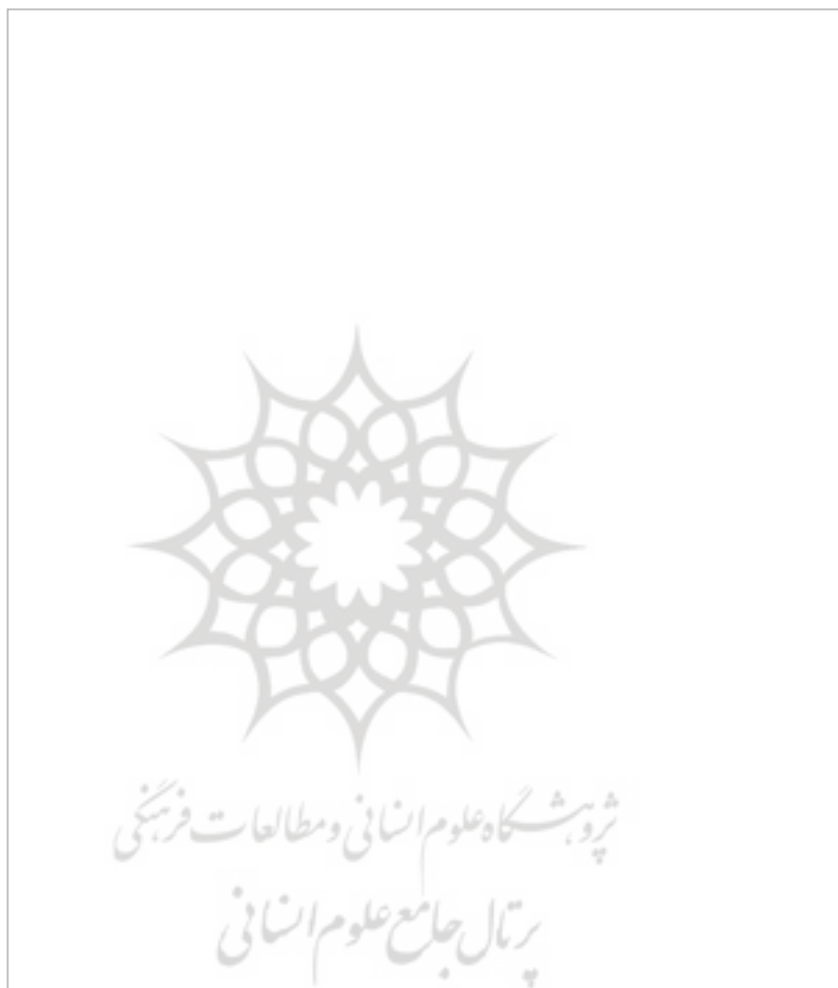 پژوهشگاه علوم انسانی و مطالعات فرهنگی
پرتال جامع علوم انسانی